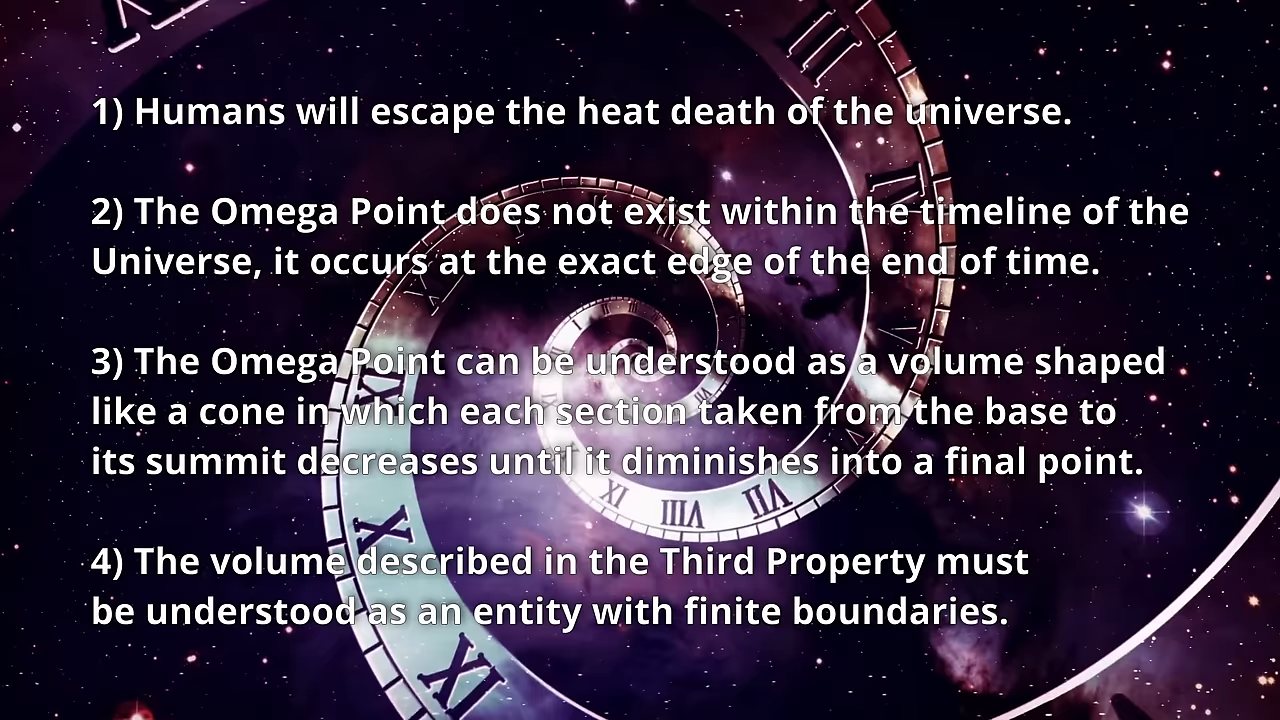 1) Humans will escape the heat death of the universe.
2) The Omega Point does not exist within the timeline of the
Universe, it occurs at the exact edge of the end of time.
3) The Omega Point can be understood as a volume shaped
like a cone in which each section taken from the base to
its summit decreases until it diminishes into a final point.
4) The volume described in the Third Property must
be understood as an entity with finite boundaries.